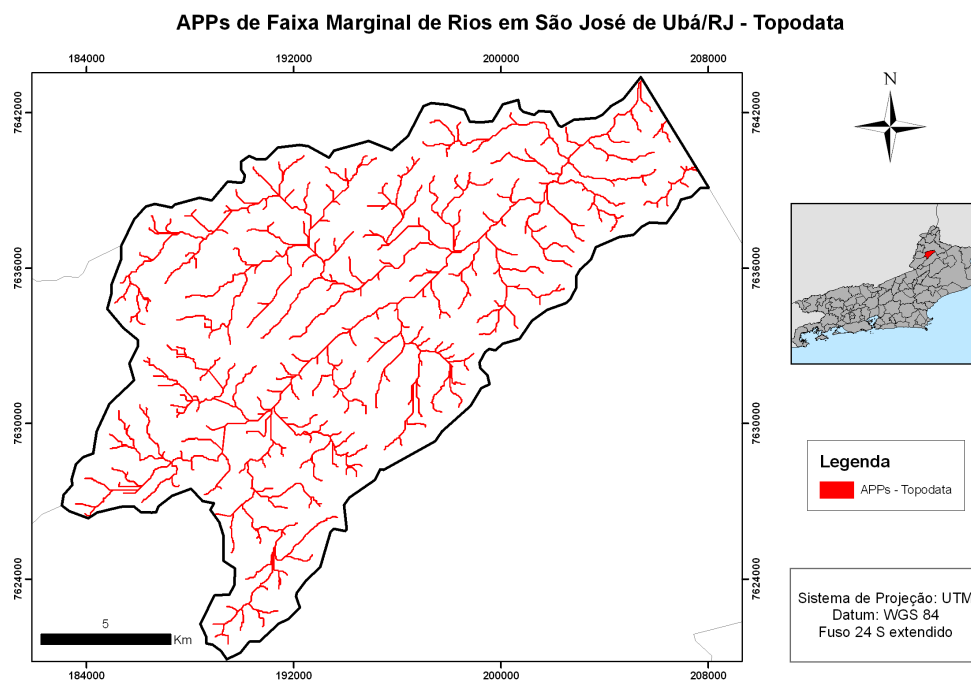 APPs de Faixa Marginal de Rios em São José de Ubá/RJ - Topodata
184000 192000 200000 208000
N
7642000 7642000
7636000 7636000
7630000 7630000
7624000 7624000
Legenda
APPs - Topodata
Sistema de Projeção: UTM
Datum: WGS 84
Fuso 24 S extendido
5
Km
184000 192000 200000 208000